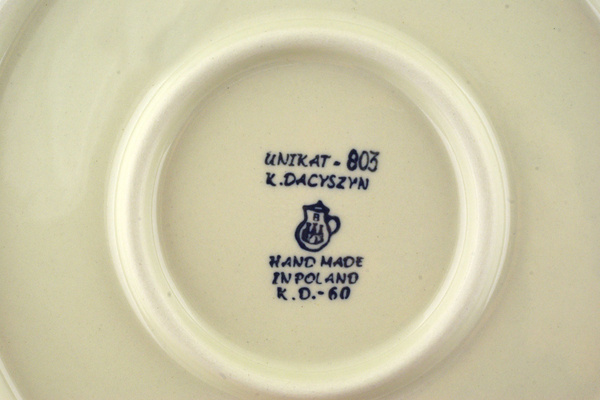 UNIKAT - 803
K.DACYSZYN
HAND MADE
IN POLAND
K.D.-60